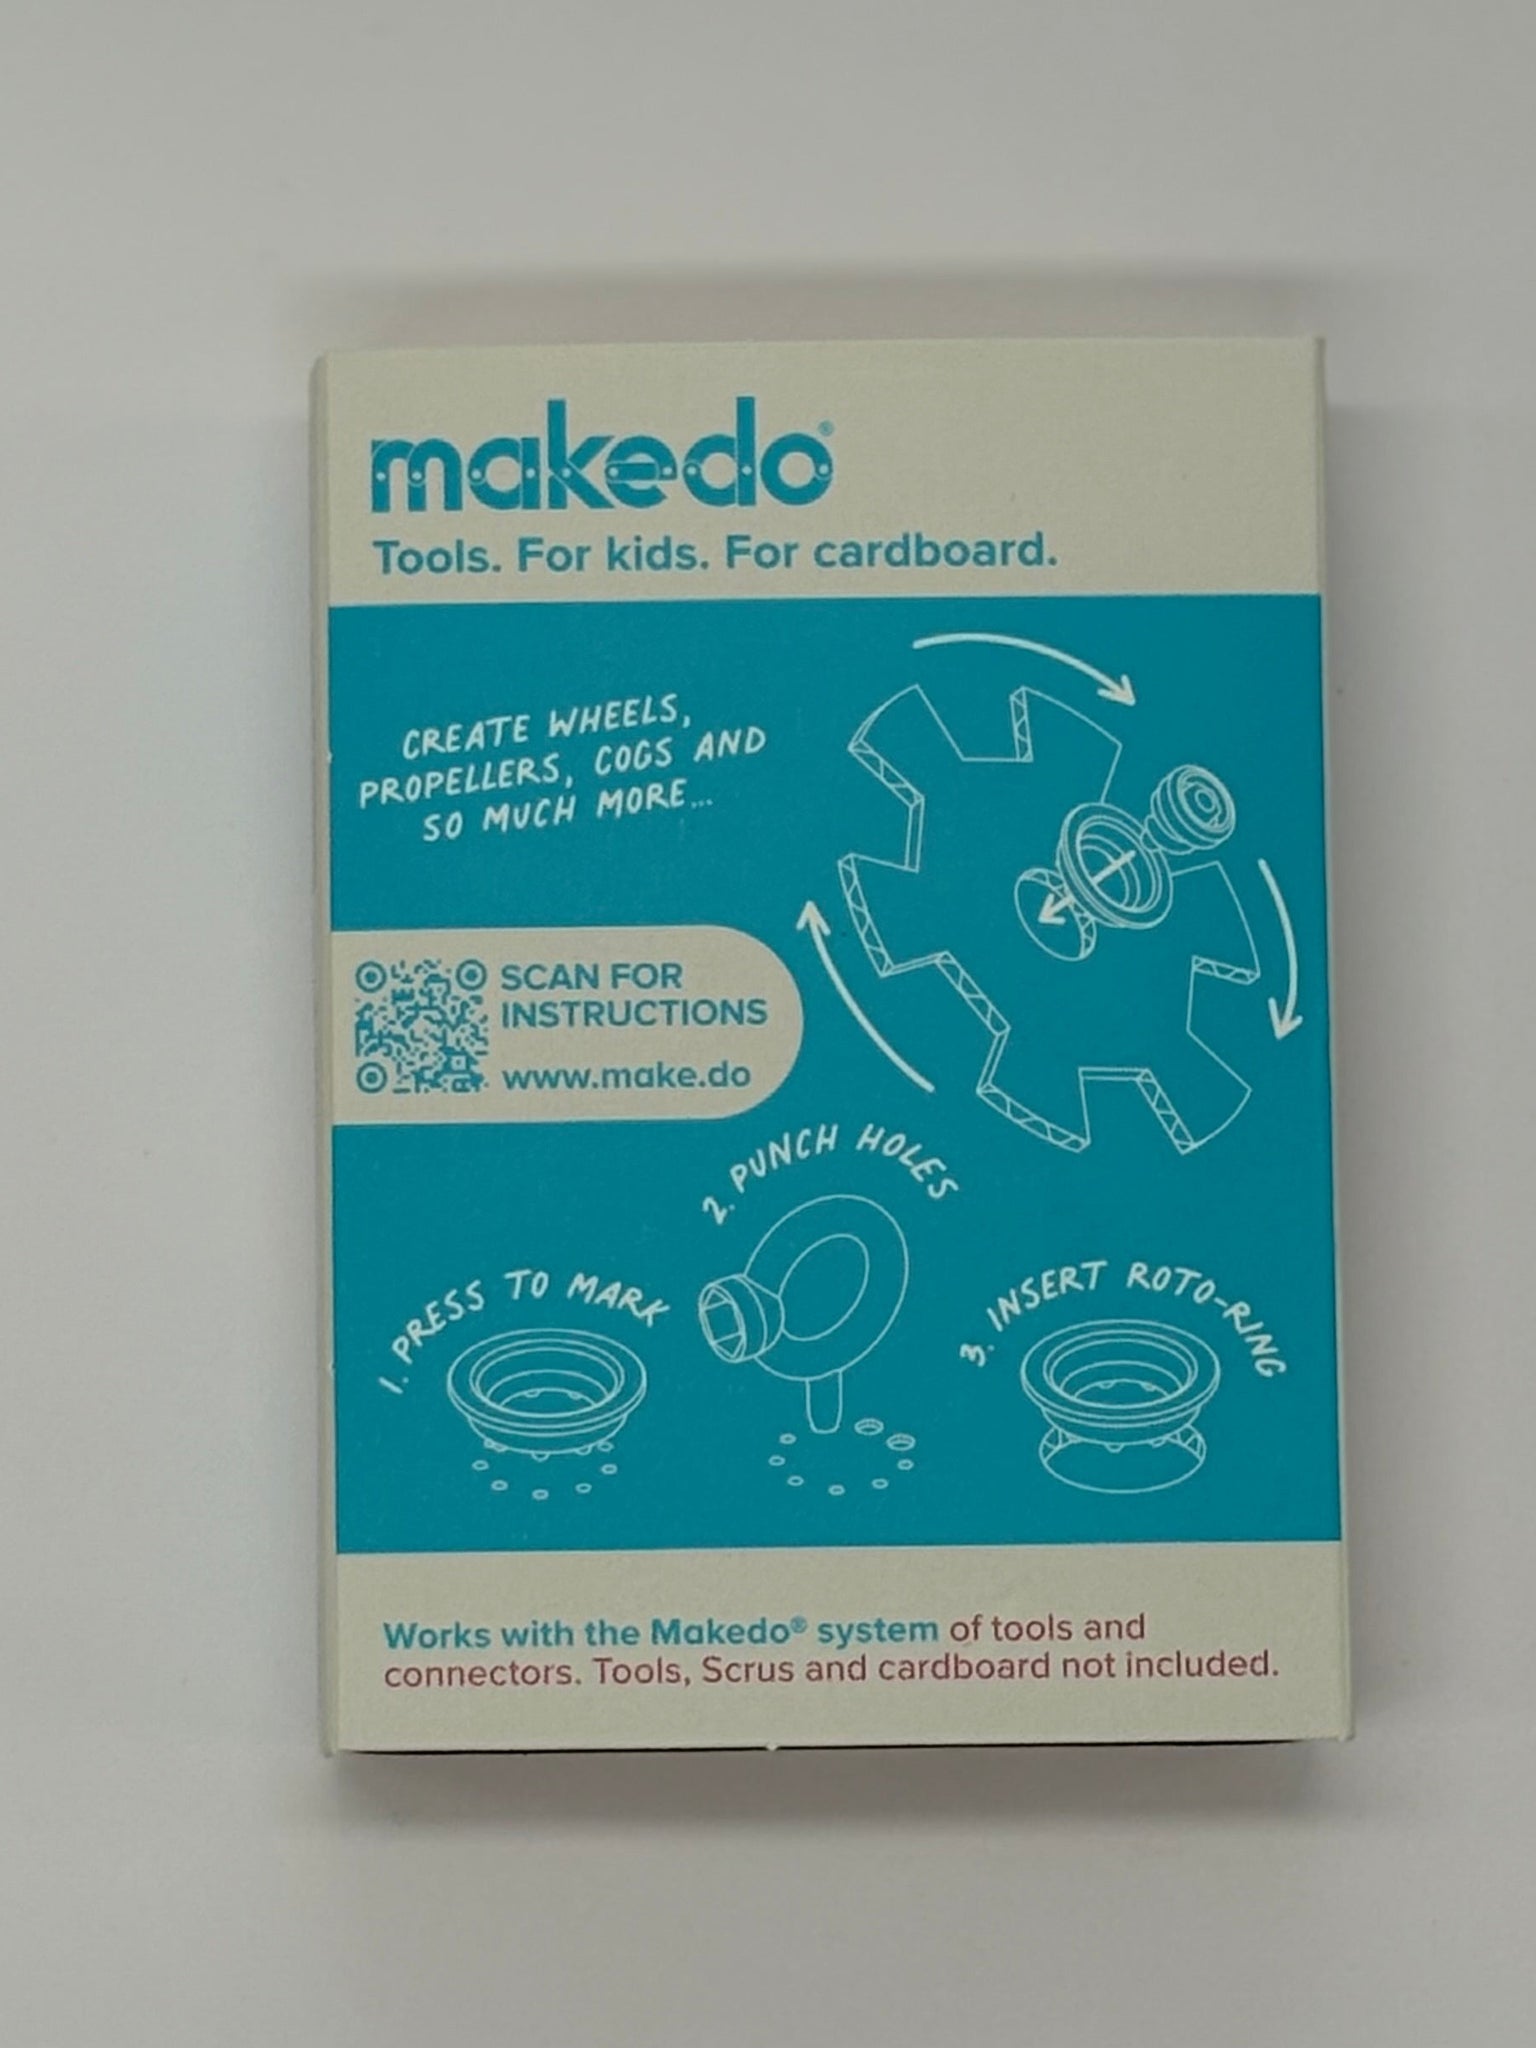 makedo®
Tools. For kids. For cardboard.
CREATE WHEELS,
PROPELLERS, COGS AND
SO MUCH MORE...
SCAN FOR
INSTRUCTIONS
www.make.do
1. PRESS TO MARK
2. PUNCH HOLES
3. INSERT ROTO-RING
Works with the Makedo® system of tools and
connectors. Tools, Scrus and cardboard not included.